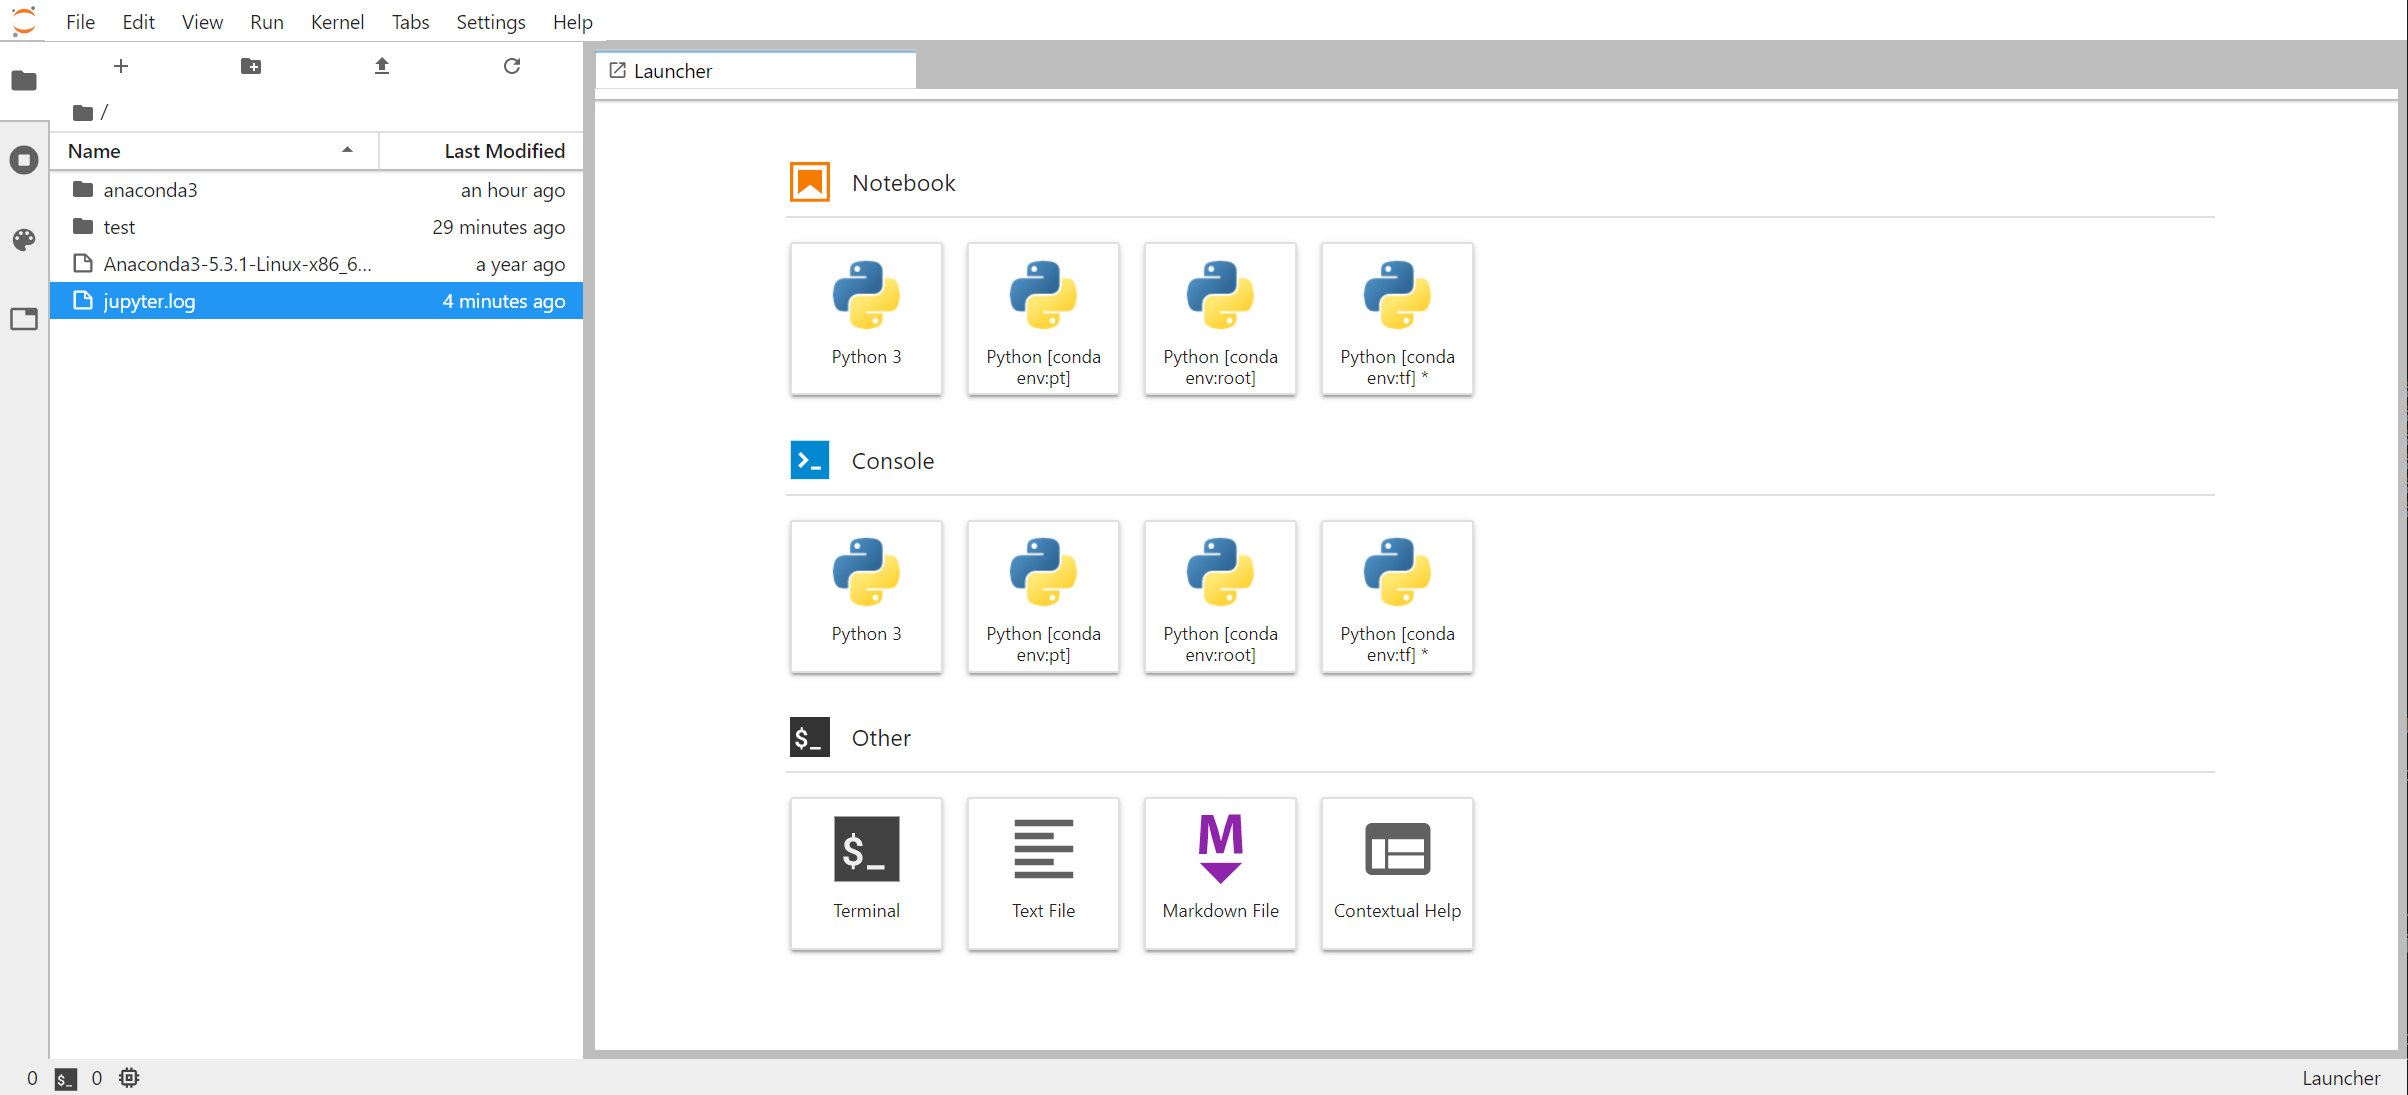 File Edit View Run Kernel Tabs Settings Help
Launcher
/
Name Last Modified
anaconda3 an hour ago
test 29 minutes ago
Anaconda3-5.3.1-Linux-x86_6... a year ago
jupyter.log 4 minutes ago
Notebook
Python 3
Python [conda
env:pt]
Python [conda
env:root]
Python [conda
env:tf] *
Console
Python 3
Python [conda
env:pt]
Python [conda
env:root]
Python [conda
env:tf] *
$_ Other
$_
Terminal
Text File
M
Markdown File
Contextual Help
0 $_ 0 Launcher